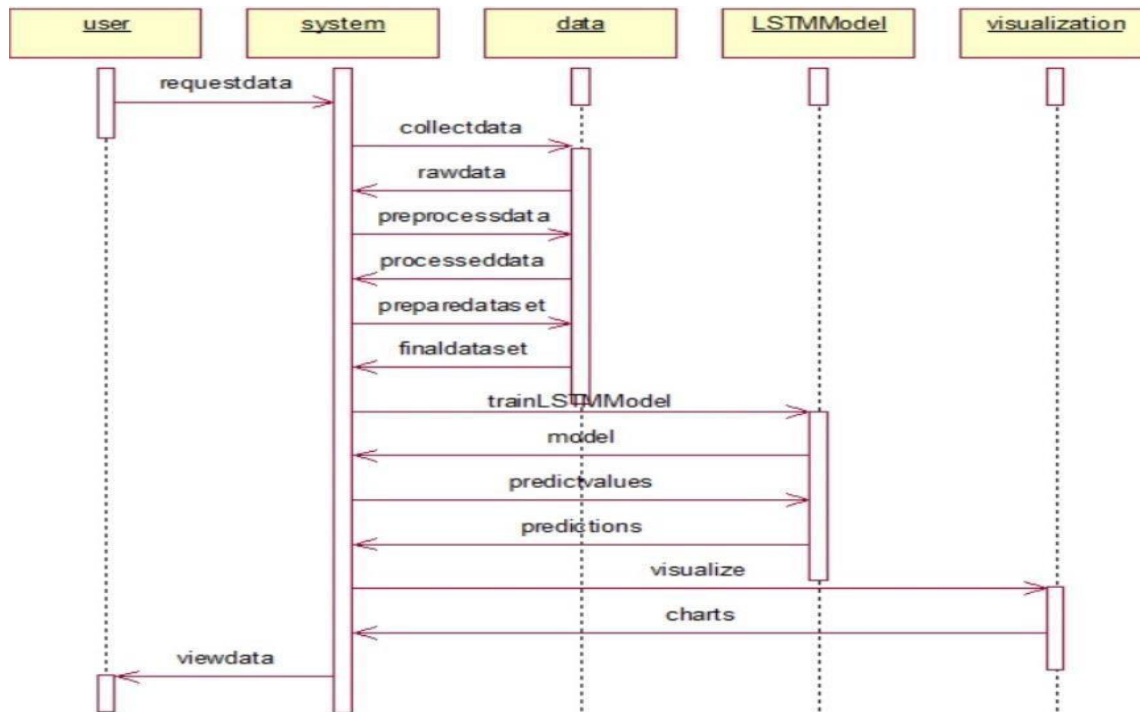 user
system
data
LSTMModel
visualization
requestdata
collectdata
rawdata
preprocessdata
processeddata
preparedataset
finaldataset
trainLSTMModel
model
predictvalues
predictions
visualize
charts
viewdata